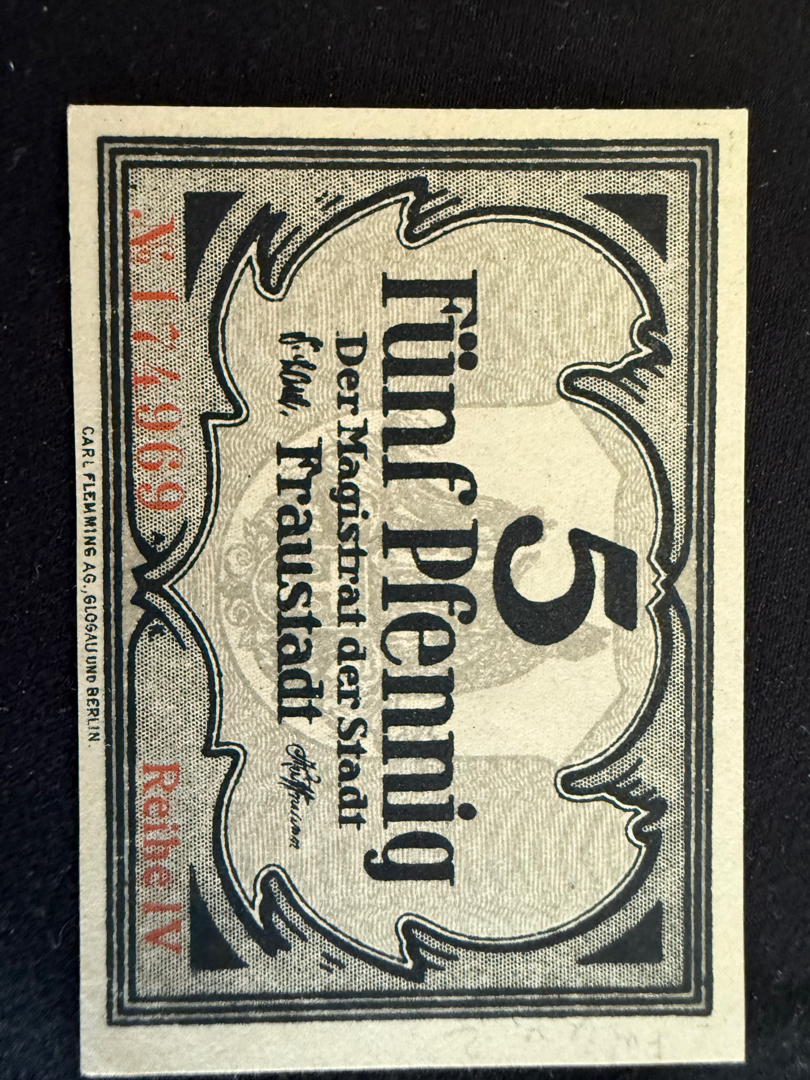 5
Fünf Pfennig
Der Magistrat der Stadt
Fraustadt
№ 174969
Reihe IV
CARL FLEMMING AG., GLOGAU UND BERLIN.